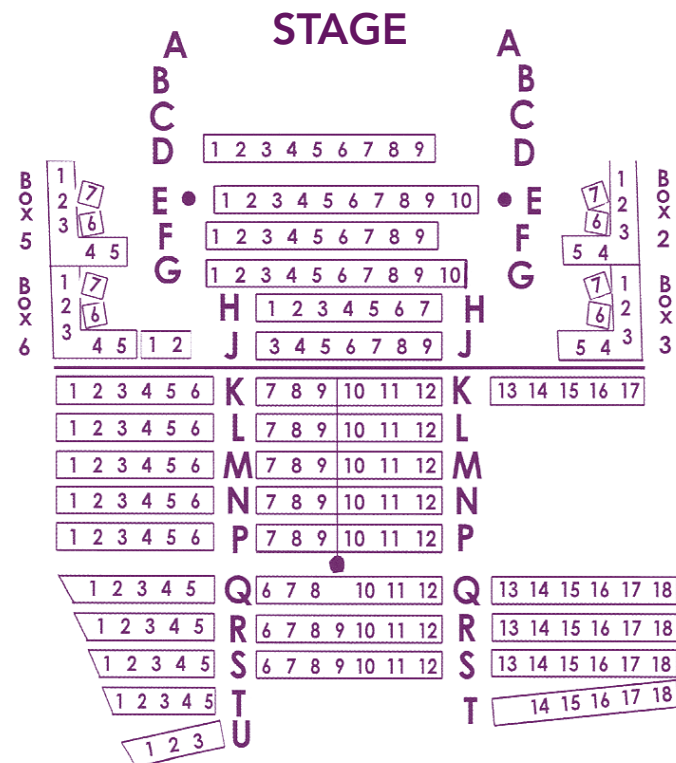 STAGE
A A
B B
C C
D 1 2 3 4 5 6 7 8 9 D
BOX 5 1 2 3 4 5 6 7
E 1 2 3 4 5 6 7 8 9 10 E
BOX 2 1 2 3 4 5 6 7
F 1 2 3 4 5 6 7 8 9 F
G 1 2 3 4 5 6 7 8 9 10 G
BOX 6 1 2 3 4 5 6 7
H 1 2 3 4 5 6 7 H
BOX 3 1 2 3 4 5 6 7
1 2 J 3 4 5 6 7 8 9 J
1 2 3 4 5 6 K 7 8 9 10 11 12 K 13 14 15 16 17
1 2 3 4 5 6 L 7 8 9 10 11 12 L
1 2 3 4 5 6 M 7 8 9 10 11 12 M
1 2 3 4 5 6 N 7 8 9 10 11 12 N
1 2 3 4 5 6 P 7 8 9 10 11 12 P
1 2 3 4 5 Q 6 7 8 10 11 12 Q 13 14 15 16 17 18
1 2 3 4 5 R 6 7 8 9 10 11 12 R 13 14 15 16 17 18
1 2 3 4 5 S 6 7 8 9 10 11 12 S 13 14 15 16 17 18
1 2 3 4 5 T T 14 15 16 17 18
1 2 3 U